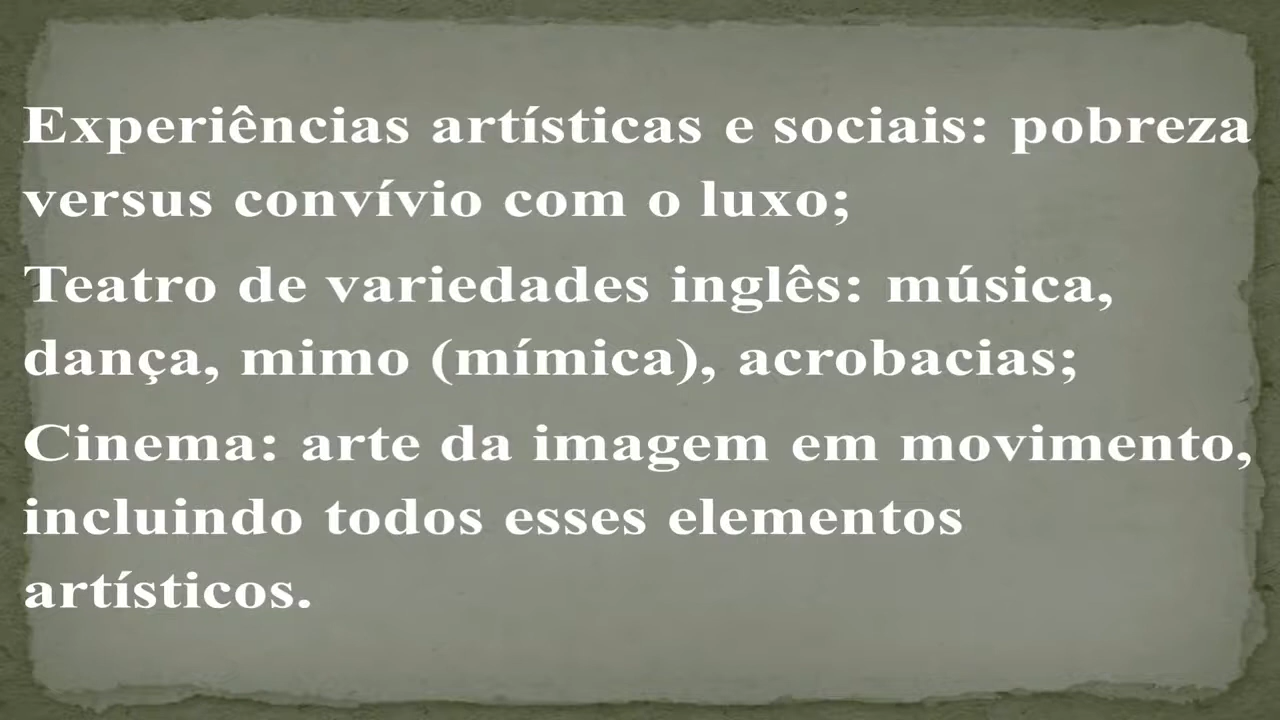 Experiências artísticas e sociais: pobreza
versus convívio com o luxo;
Teatro de variedades inglês: música,
dança, mimo (mímica), acrobacias;
Cinema: arte da imagem em movimento,
incluindo todos esses elementos
artísticos.